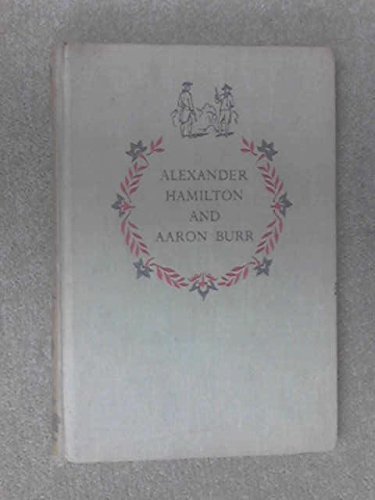 ALEXANDER
HAMILTON
AND
AARON BURR